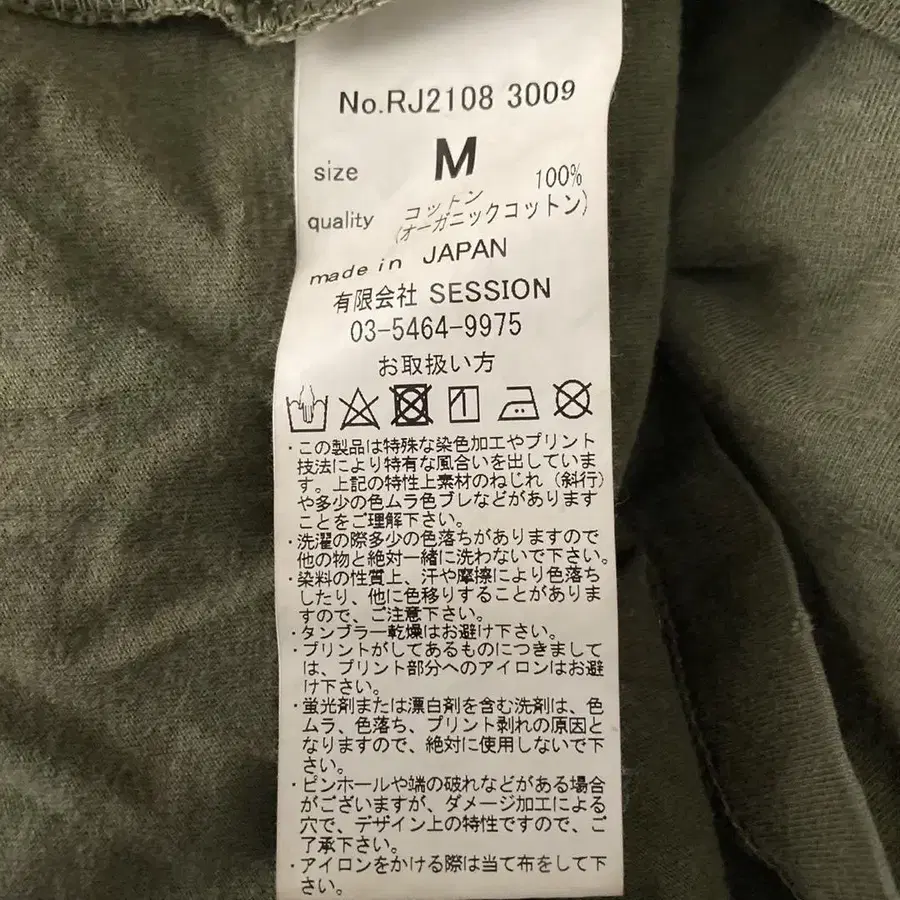 No.RJ2108 3009
size M
quality コットン 100%
(オーガニックコットン)
made in JAPAN
有限会社 SESSION
03-5464-9975
お取扱い方
・この製品は特殊な染色加工やプリント
技法により特有な風合いを出していま
す。上記の特性上素材のねじれ（斜行）
や多少の色ムラ色ブレなどがあります
ことをご理解下さい。
・洗濯の際多少の色落ちがありますので
他の物と絶対一緒に洗わないで下さい。
・染料の性質上、汗や摩擦により色落ち
したり、他に色移りすることがありま
すので、ご注意下さい。
・タンブラー乾燥はお避け下さい。
・プリントがしてあるものにつきまして
は、プリント部分へのアイロンはお避
け下さい。
・蛍光剤または漂白剤を含む洗剤は、色
ムラ、色落ち、プリント剥れの原因と
なりますので、絶対に使用しないで下
さい。
・ピンホールや端の破れなどがある場合
がございますが、ダメージ加工による
穴で、デザイン上の特性ですので、ご
了承下さい。
・アイロンをかける際は当て布をして下
さい。